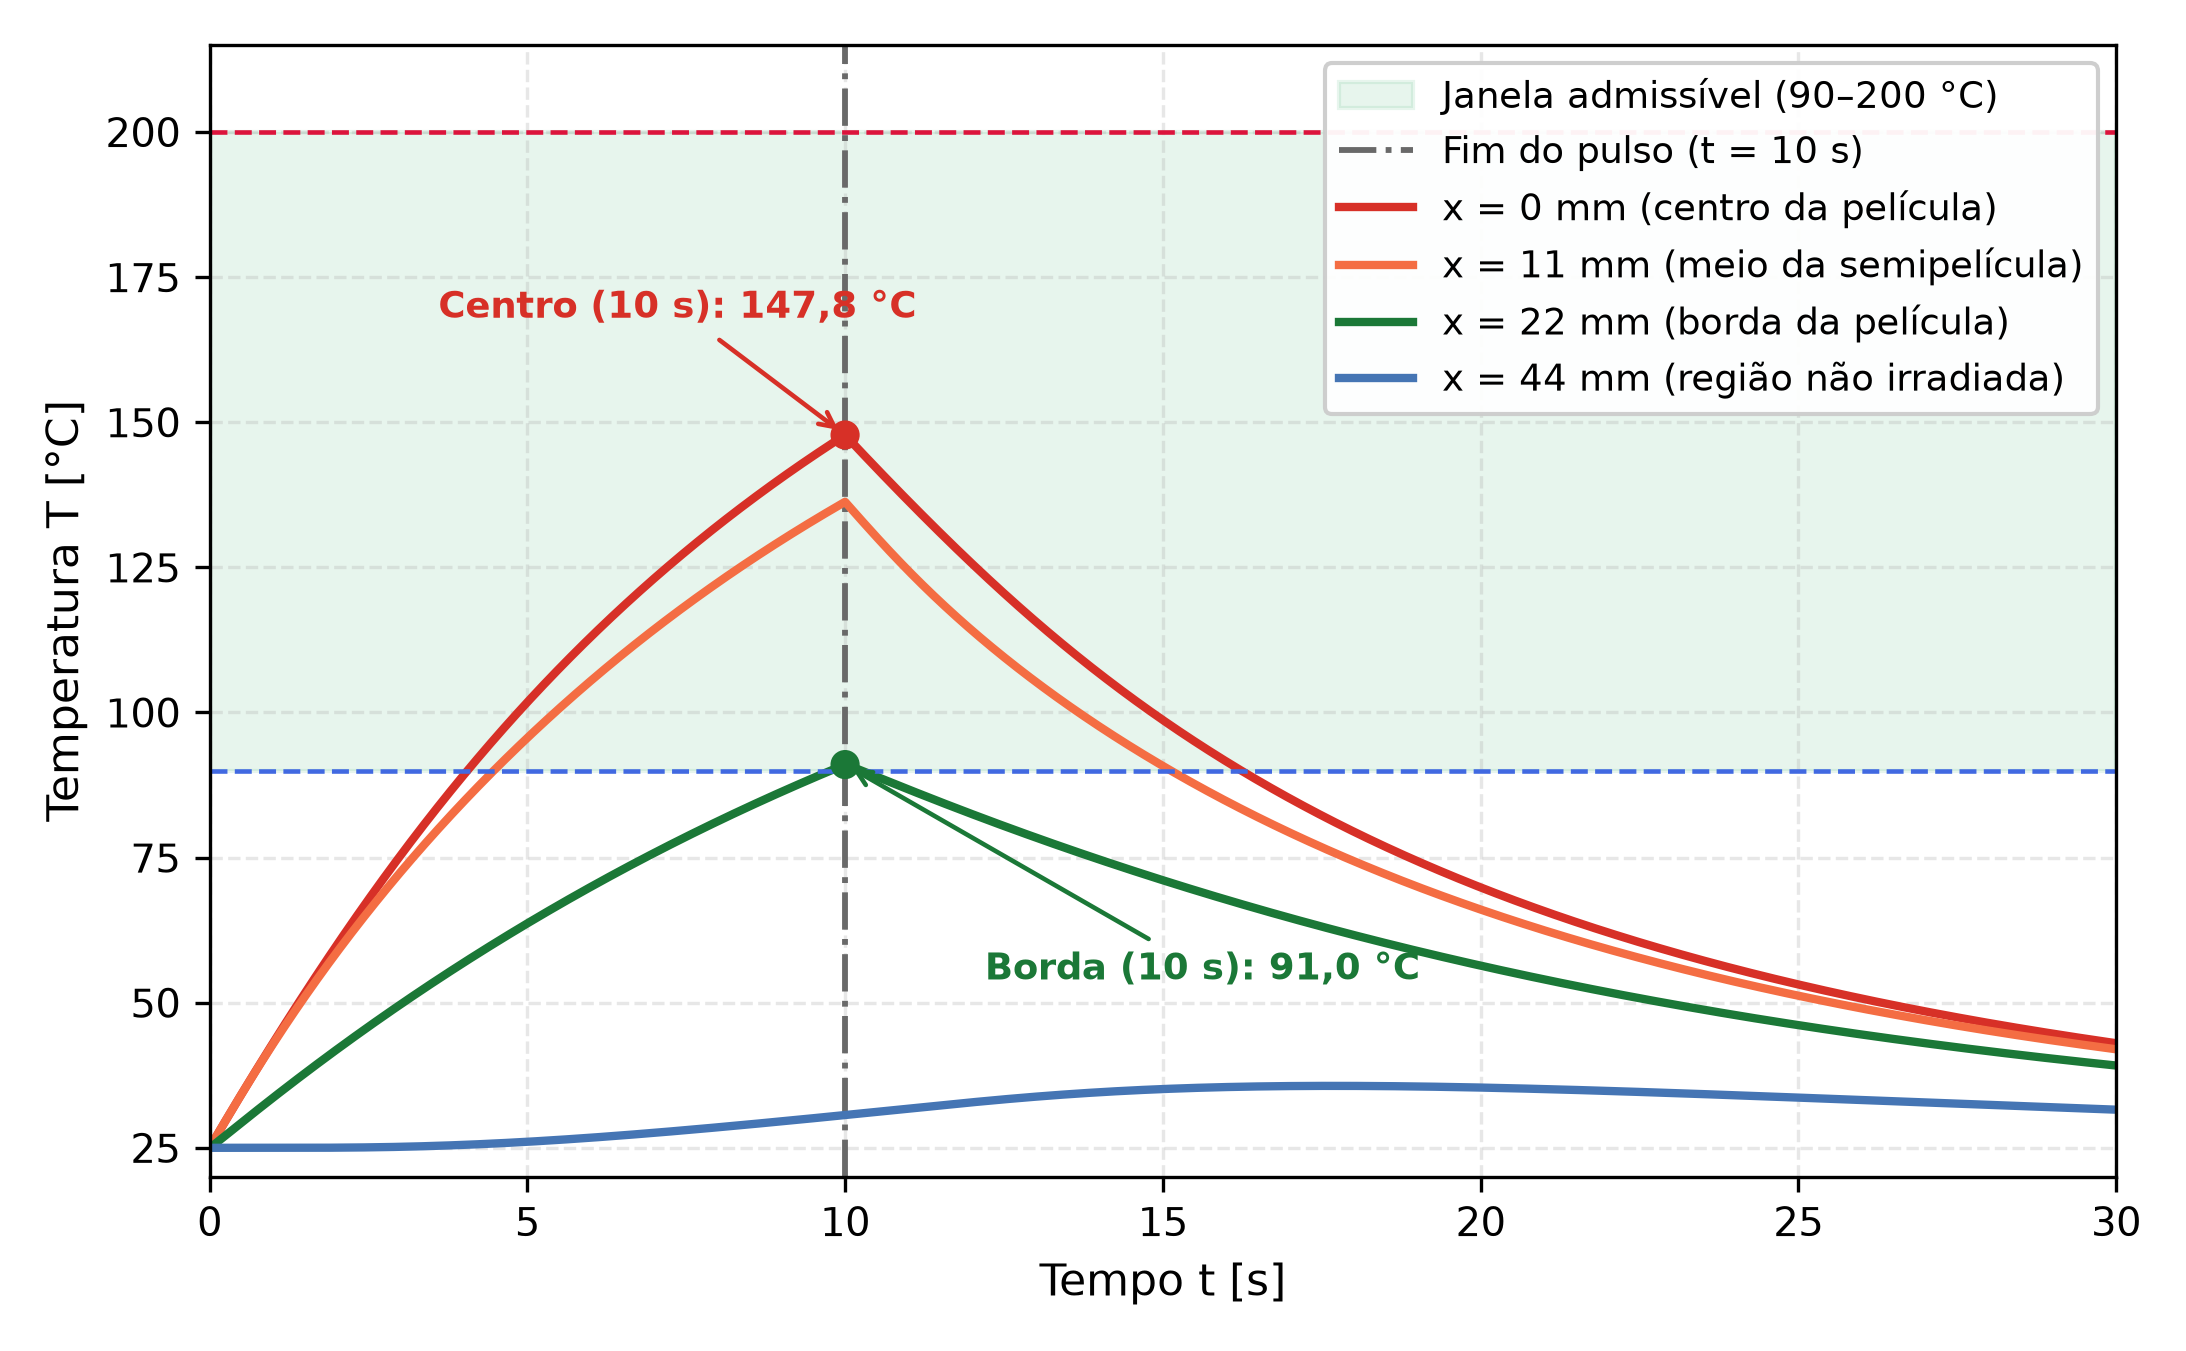 Janela admissível (90–200 °C)
Fim do pulso (t = 10 s)
x = 0 mm (centro da película)
x = 11 mm (meio da semipelícula)
x = 22 mm (borda da película)
x = 44 mm (região não irradiada)
Centro (10 s): 147,8 °C
Borda (10 s): 91,0 °C
Temperatura T [°C]
200
175
150
125
100
75
50
25
0
5
10
15
20
25
30
Tempo t [s]